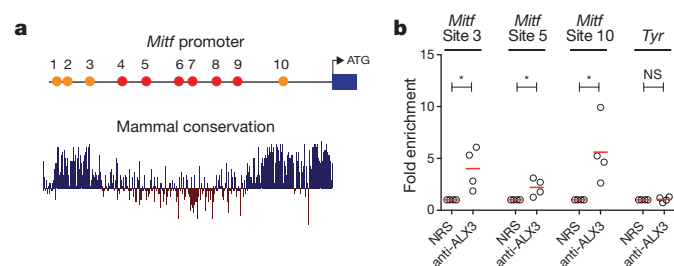 a
Mitf promoter
1 2 3 4 5 6 7 8 9 10
ATG
Mammal conservation
b
Mitf Site 3
Mitf Site 5
Mitf Site 10
Tyr
Fold enrichment
15
10
5
0
* * * NS
NRS
anti-ALX3
NRS
anti-ALX3
NRS
anti-ALX3
NRS
anti-ALX3